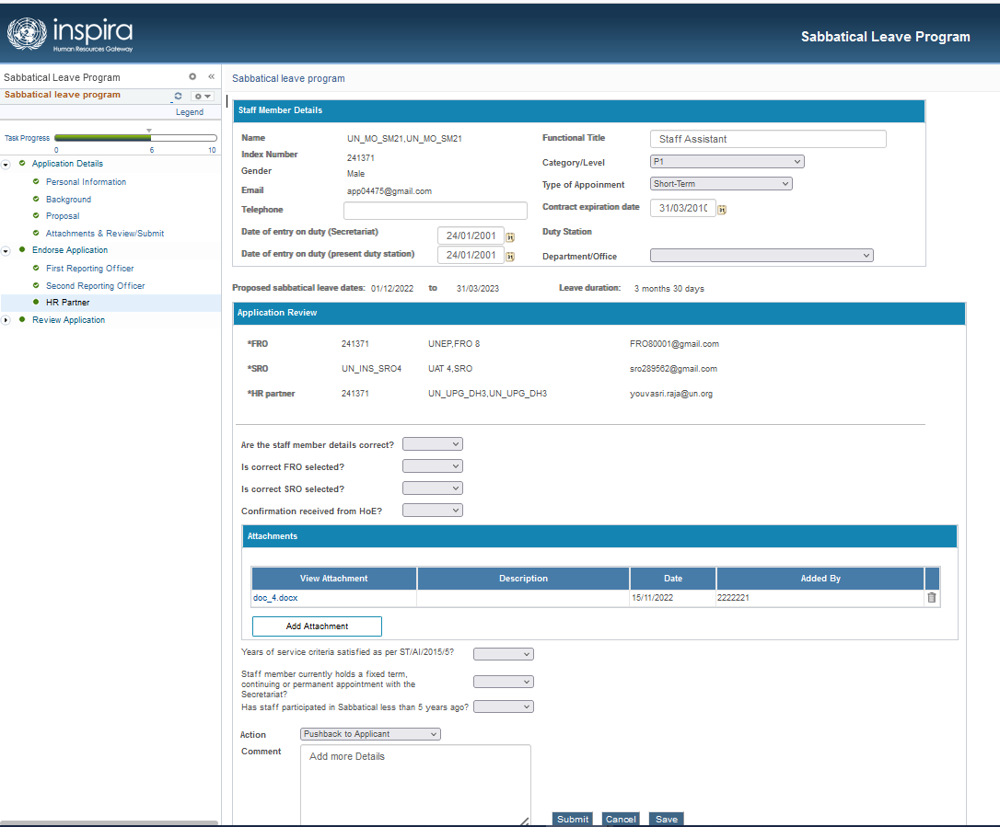 inspira
Human Resources Gateway
Sabbatical Leave Program
Sabbatical Leave Program
«
Sabbatical leave program
Legend
Task Progress
0 6 10
Application Details
Personal Information
Background
Proposal
Attachments & Review/Submit
Endorse Application
First Reporting Officer
Second Reporting Officer
HR Partner
Review Application
Sabbatical leave program
Staff Member Details
Name UN_MO_SM21,UN_MO_SM21
Index Number 241371
Gender Male
Email app04475@gmail.com
Telephone
Date of entry on duty (Secretariat) 24/01/2001
Date of entry on duty (present duty station) 24/01/2001
Functional Title Staff Assistant
Category/Level P1
Type of Appoinment Short-Term
Contract expiration date 31/03/2010
Duty Station
Department/Office
Proposed sabbatical leave dates: 01/12/2022 to 31/03/2023 Leave duration: 3 months 30 days
Application Review
*FRO 241371 UNEP,FRO 8 FRO80001@gmail.com
*SRO UN_INS_SRO4 UAT 4,SRO sro289562@gmail.com
*HR partner 241371 UN_UPG_DH3,UN_UPG_DH3 youvasri.raja@un.org
Are the staff member details correct?
Is correct FRO selected?
Is correct SRO selected?
Confirmation received from HoE?
Attachments
View Attachment Description Date Added By
doc_4.docx 15/11/2022 2222221
Add Attachment
Years of service criteria satisfied as per ST/AI/2015/5?
Staff member currently holds a fixed term,
continuing or permanent appointment with the
Secretariat?
Has staff participated in Sabbatical less than 5 years ago?
Action Pushback to Applicant
Comment Add more Details
Submit Cancel Save